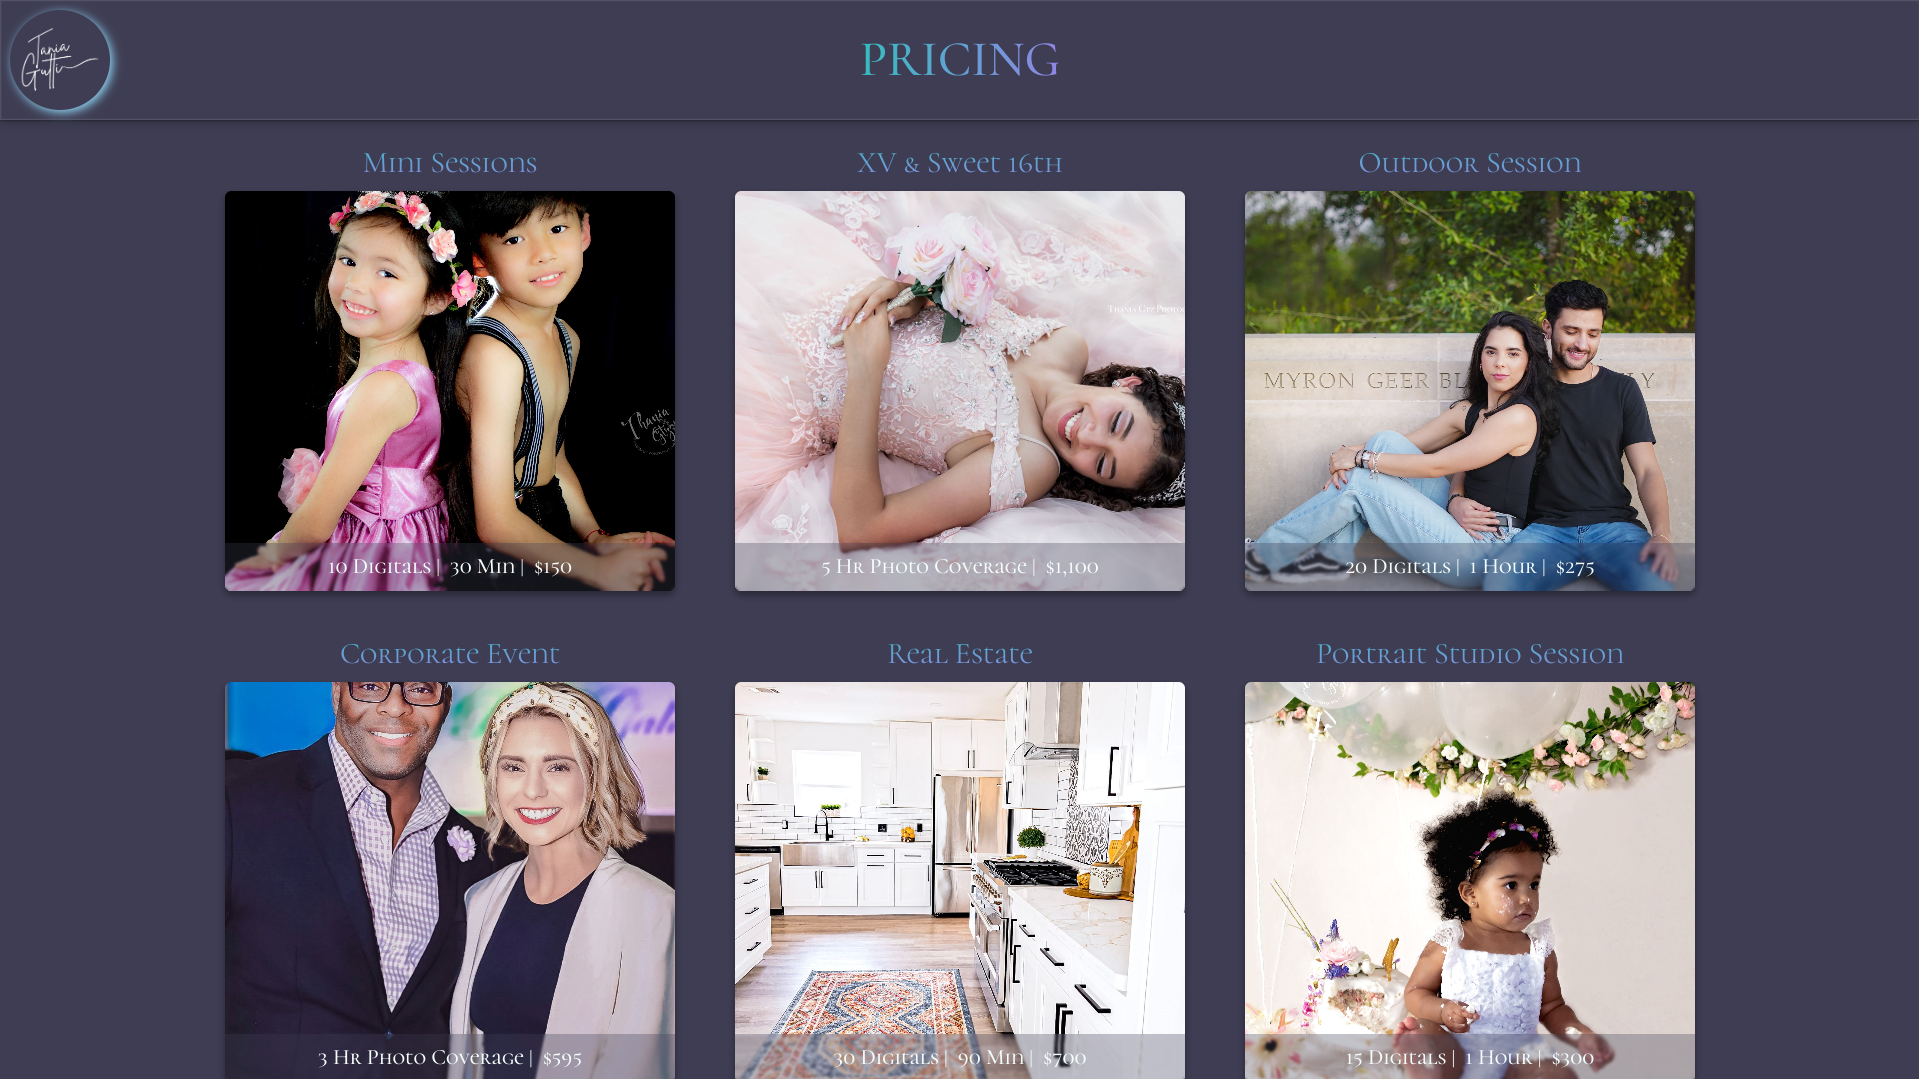 Tania
Gutti
PRICING
Mini Sessions
XV & Sweet 16th
Outdoor Session
Thania
Thania Gtz Photo
MYRON GEER BL
LY
10 Digitals | 30 Min | $150
5 Hr Photo Coverage | $1,100
20 Digitals | 1 Hour | $275
Corporate Event
Real Estate
Portrait Studio Session
Gala
3 Hr Photo Coverage | $595
30 Digitals | 90 Min | $700
15 Digitals | 1 Hour | $300